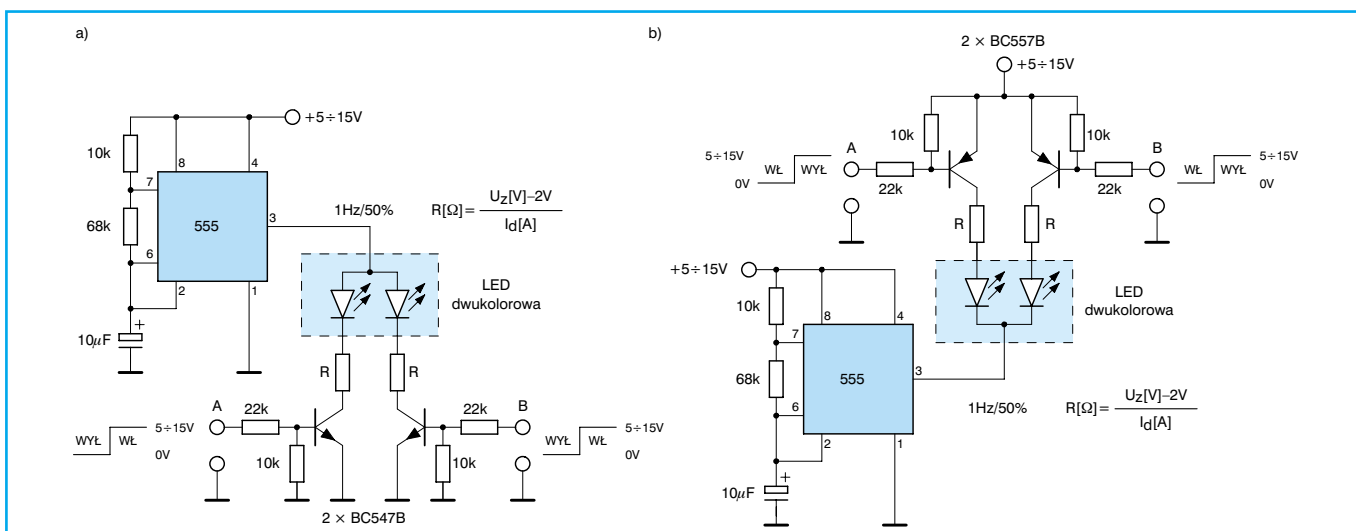 a)
+5÷15V
10k
8
4
7
68k
555
3
1Hz/50%
R[Ω]= Uz[V]–2V
Id[A]
6
2
1
LED
dwukolorowa
10µF
+
R
R
A
22k
22k
B
WYŁ
WŁ
5÷15V
0V
10k
10k
WYŁ
WŁ
5÷15V
0V
2 × BC547B
b)
2 × BC557B
+5÷15V
10k
10k
5÷15V
0V
WŁ
WYŁ
A
22k
22k
B
WŁ
WYŁ
5÷15V
0V
R
R
+5÷15V
LED
dwukolorowa
10k
8
4
7
68k
555
3
1Hz/50%
R[Ω]= Uz[V]–2V
Id[A]
6
2
1
10µF
+